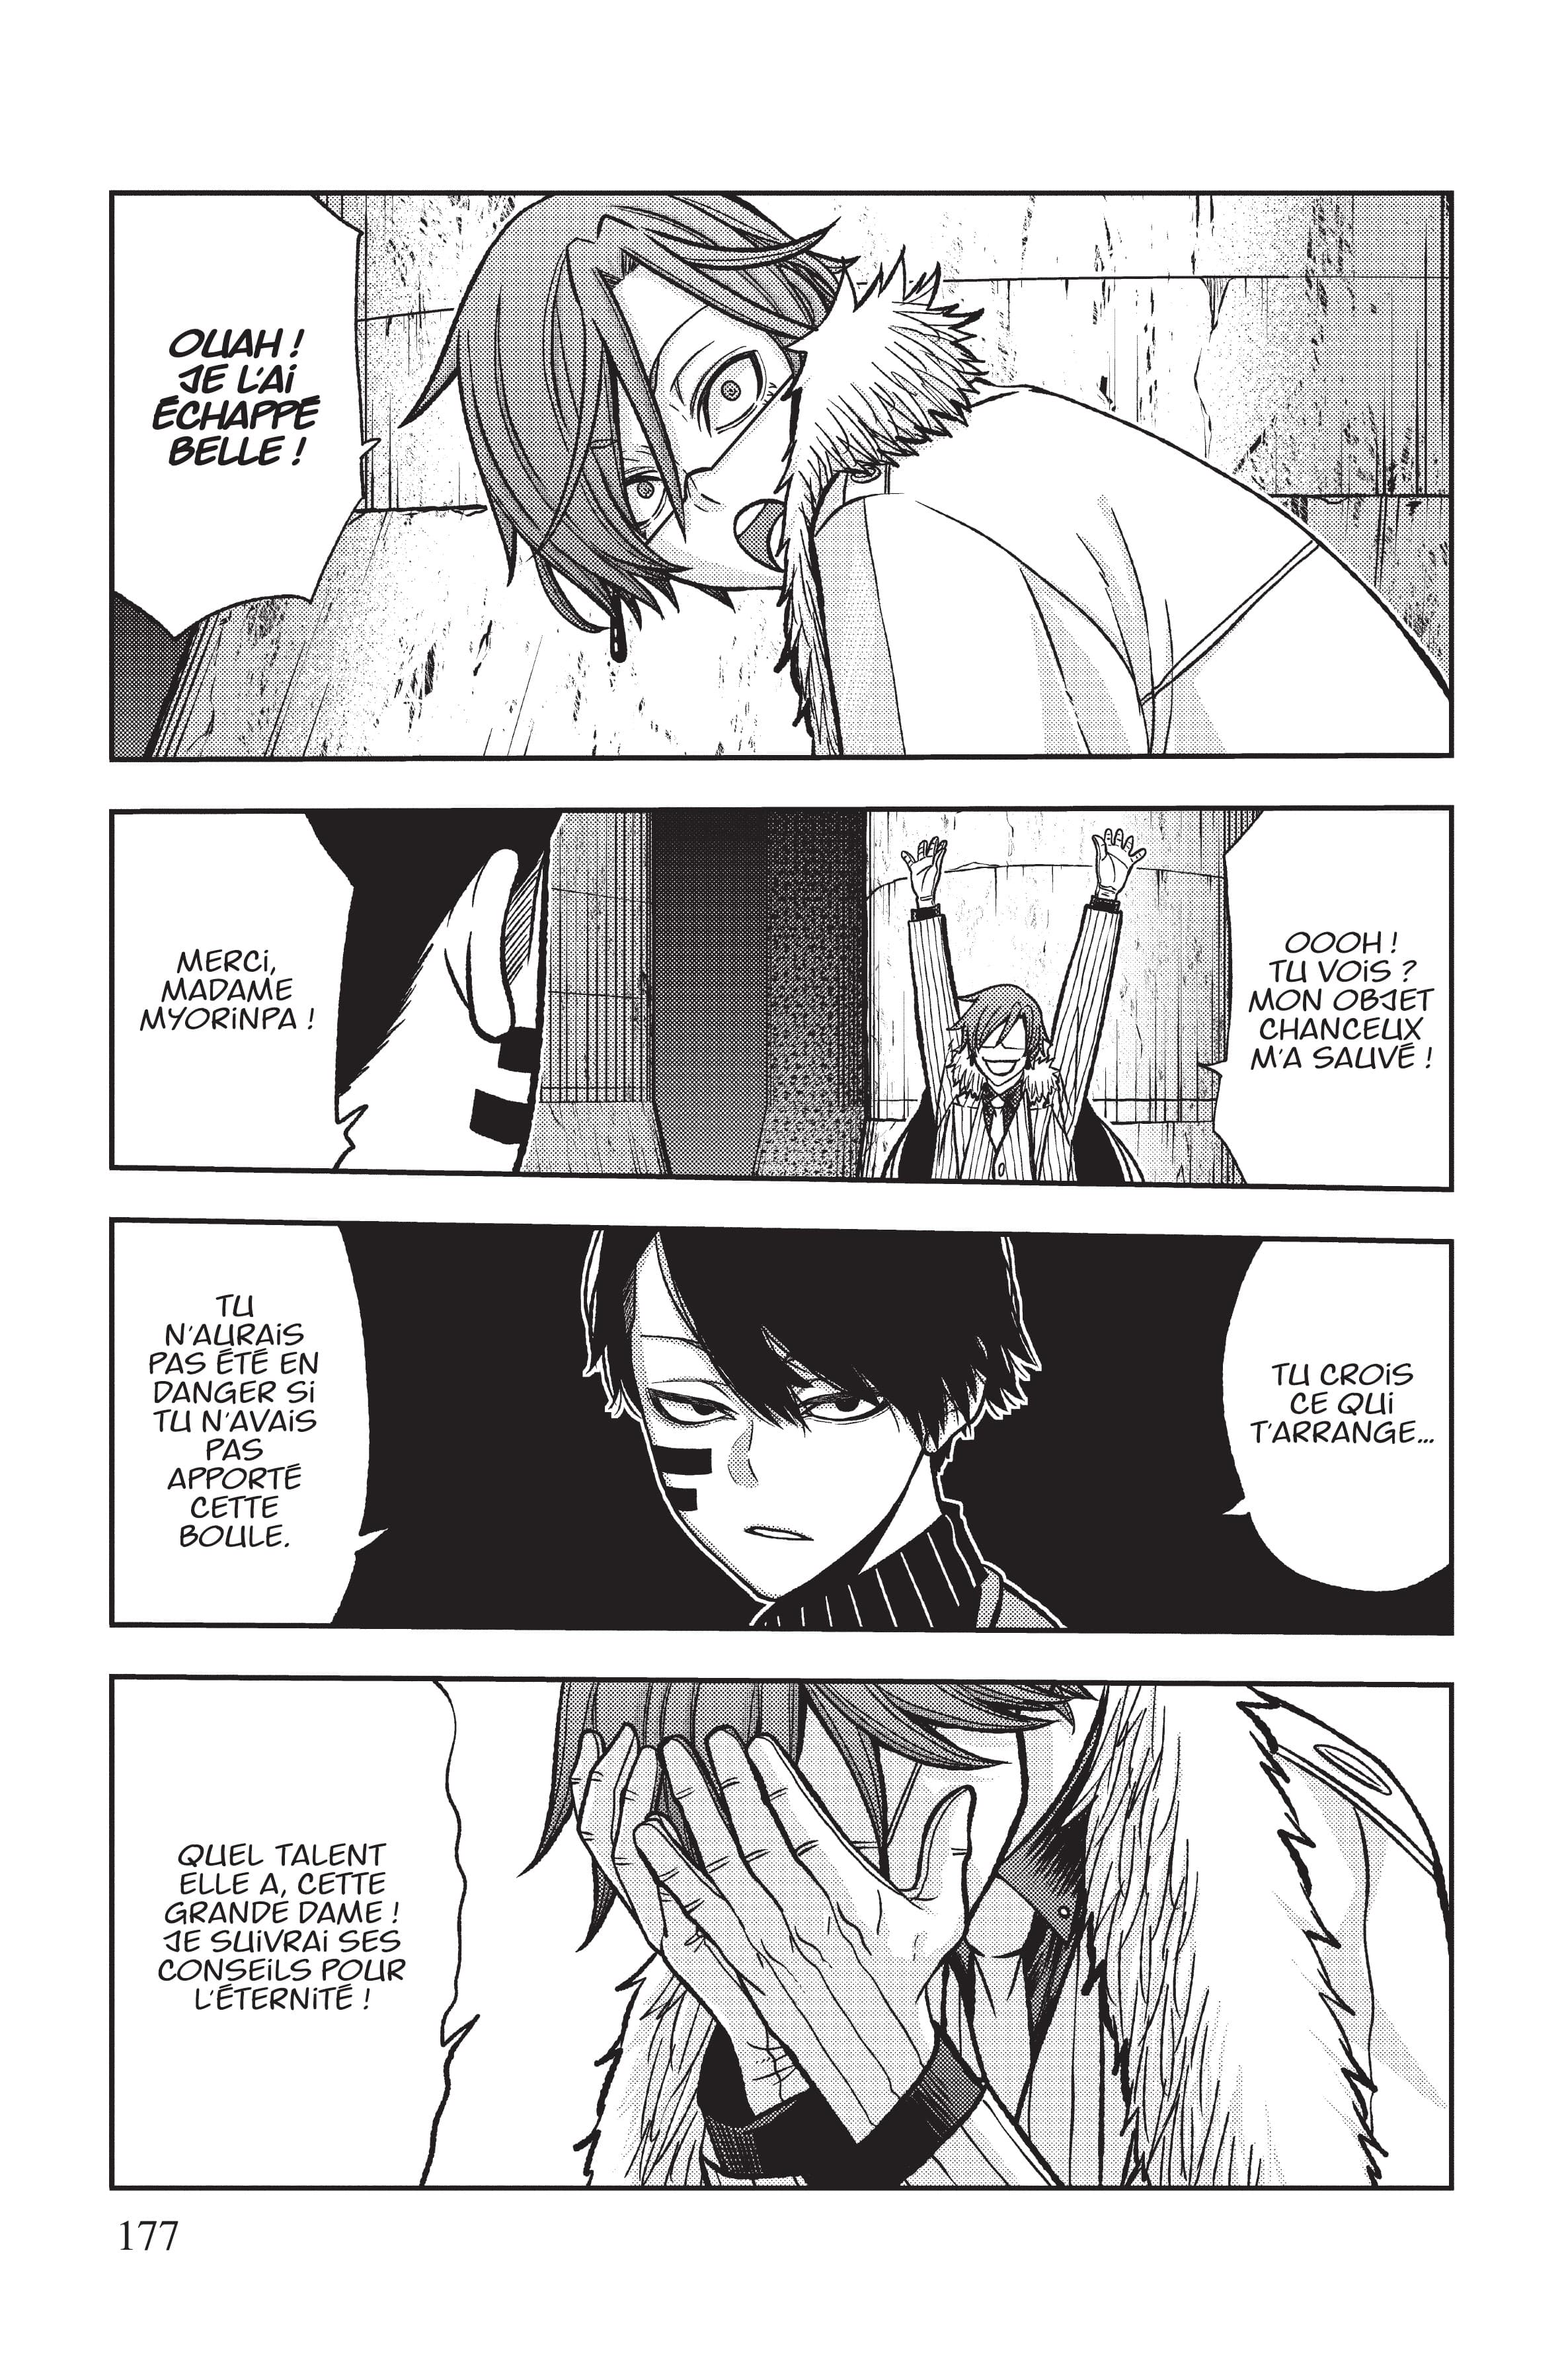 OUAH !
JE L'AI
ÉCHAPPÉ
BELLE !
OOOH !
TU VOIS ?
MON OBJET
CHANCEUX
M'A SAUVÉ !
MERCI,
MADAME
MYORINPA !
TU CROIS
CE QUI
T'ARRANGE...
TU
N'AURAIS
PAS ÉTÉ EN
DANGER SI
TU N'AVAIS
PAS
APPORTÉ
CETTE
BOULE.
QUEL TALENT
ELLE A, CETTE
GRANDE DAME !
JE SUIVRAI SES
CONSEILS POUR
L'ÉTERNITÉ !
177